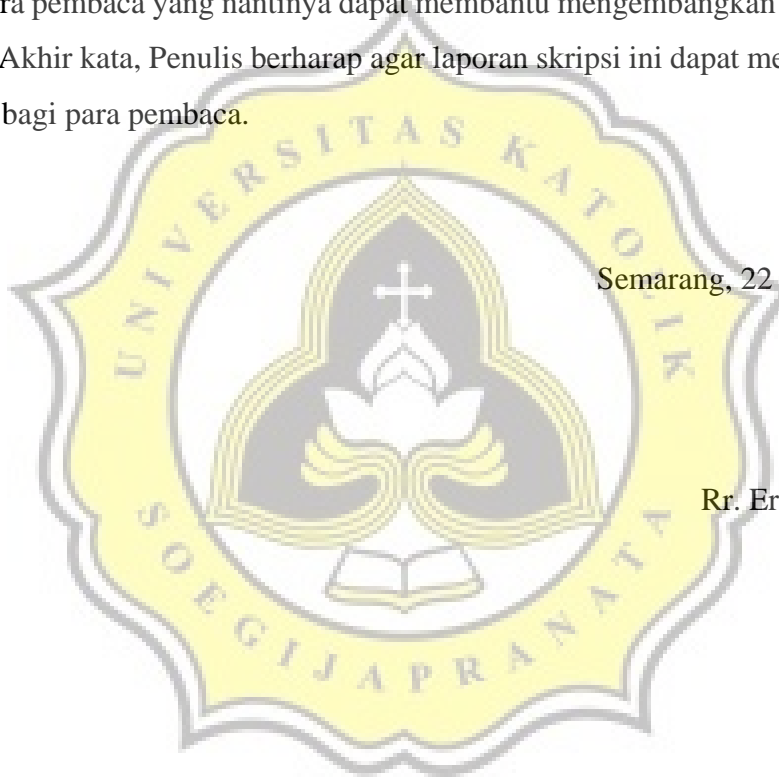 ra pembaca yang nantinya dapat membantu mengembangkan
Akhir kata, Penulis berharap agar laporan skripsi ini dapat me
bagi para pembaca.
UNIVERSITAS KATOLIK
Semarang, 22
Rr. Er
SOEGIJAPRANATA